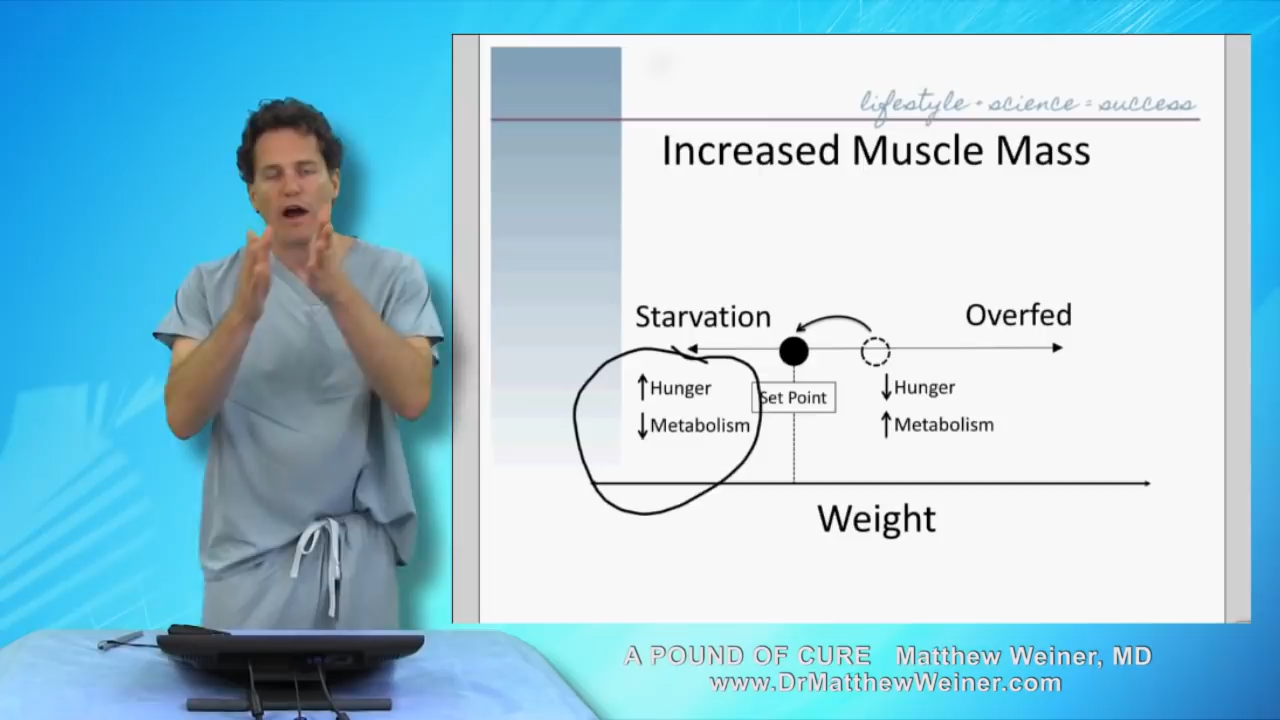 lifestyle + science = success
Increased Muscle Mass
Starvation Overfed
↑Hunger ↓Hunger
Set Point
↓Metabolism ↑Metabolism
Weight
A POUND OF CURE Matthew Weiner, MD
www.DrMatthewWeiner.com